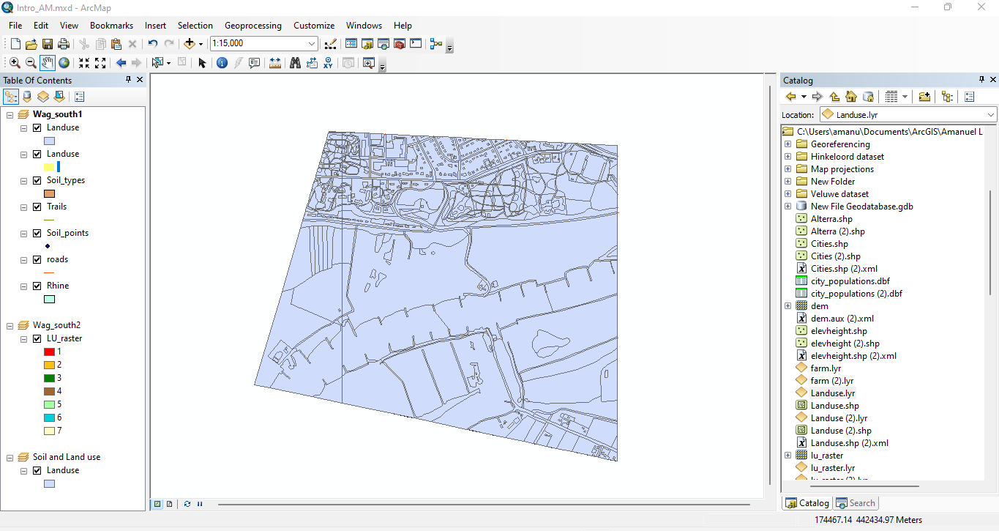 Intro_AM.mxd - ArcMap
File Edit View Bookmarks Insert Selection Geoprocessing Customize Windows Help
1:15,000
Table Of Contents
Wag_south1
Landuse
Landuse
Soil_types
Trails
Soil_points
roads
Rhine
Wag_south2
LU_raster
1
2
3
4
5
6
7
Soil and Land use
Landuse
Catalog
Location: Landuse.lyr
C:\Users\amanu\Documents\ArcGIS\Amanuel L
Georeferencing
Hinkeloord dataset
Map projections
New Folder
Veluwe dataset
New File Geodatabase.gdb
Alterra.shp
Alterra (2).shp
Cities.shp
Cities (2).shp
Cities.shp (2).xml
city_populations.dbf
city_populations (2).dbf
dem
dem.aux (2).xml
elevheight.shp
elevheight (2).shp
elevheight.shp (2).xml
farm.lyr
farm (2).lyr
Landuse.lyr
Landuse.shp
Landuse (2).lyr
Landuse (2).shp
Landuse.shp (2).xml
lu_raster
lu_raster.lyr
Catalog Search
174467.14 442434.97 Meters